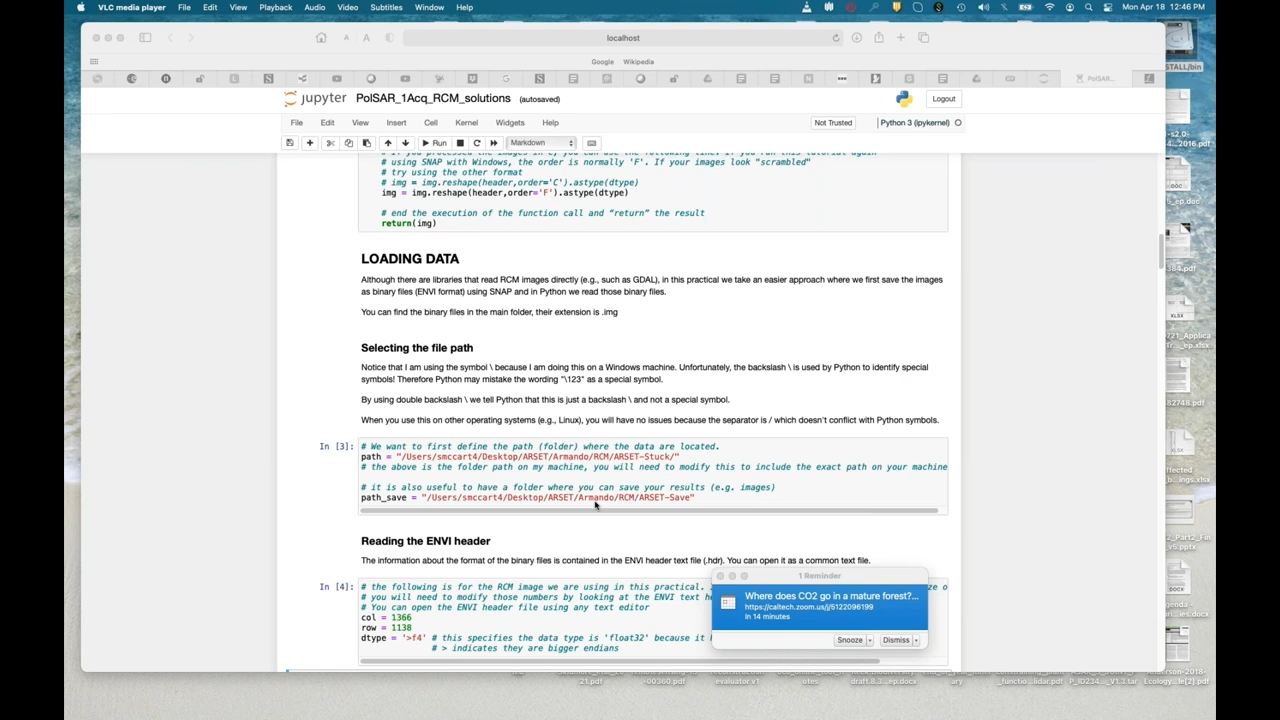 VLC media player File Edit View Playback Audio Video Subtitles Window Help Mon Apr 18 12:46 PM
localhost
Google Wikipedia
PolSAR...
STALL/bin
jupyter PolSAR_1Acq_RCM_solutions (autosaved) Logout
File Edit View Insert Cell Kernel Widgets Help Not Trusted Python 3 (ipykernel)
Run Markdown
# using SNAP with Windows, the order is normally 'F'. If your images look "scrambled"
# try using the other format
# img = img.reshape(header,order='C').astype(dtype)
img = img.reshape(header,order='F').astype(dtype)
# end the execution of the function call and “return” the result
return(img)
LOADING DATA
Although there are libraries that read RCM images directly (e.g., such as GDAL), in this practical we take an easier approach where we first save the images
as binary files (ENVI format) using SNAP and in Python we read those binary files.
You can find the binary files in the main folder, their extension is .img
Selecting the file path
Notice that I am using the symbol \ because I am doing this on a Windows machine. Unfortunately, the backslash \ is used by Python to identify special
symbols! Therefore Python may mistake the wording "\123" as a special symbol.
By using double backslash \ we tell Python that this is just a backslash \ and not a special symbol.
When you use this on other operating systems (e.g., Linux), you will have no issues because the separator is / which doesn't conflict with Python symbols.
In [3]: # We want to first define the path (folder) where the data are located.
path = "/Users/smccart4/Desktop/ARSET/Armando/RCM/ARSET-Stuck/"
# the above is the folder path on my machine, you will need to modify this to include the exact path on your machine
# it is also useful to have a folder where you can save your results (e.g. images)
path_save = "/Users/smccart4/Desktop/ARSET/Armando/RCM/ARSET-Save"
Reading the ENVI header
The information about the format of the binary files is contained in the ENVI header text file (.hdr). You can open it as a common text file.
In [4]: # the following is for the RCM image we are using in this practical.
# you will need to modify those numbers by looking at the ENVI text
# You can open the ENVI header file using any text editor
col = 1366
row = 1138
dtype = '>f4' # this specifies the data type is 'float32' because it
# > indicates they are bigger endians
1 Reminder
Where does CO2 go in a mature forest?...
https://caltech.zoom.us/j/5122096199
in 14 minutes
Snooze Dismiss